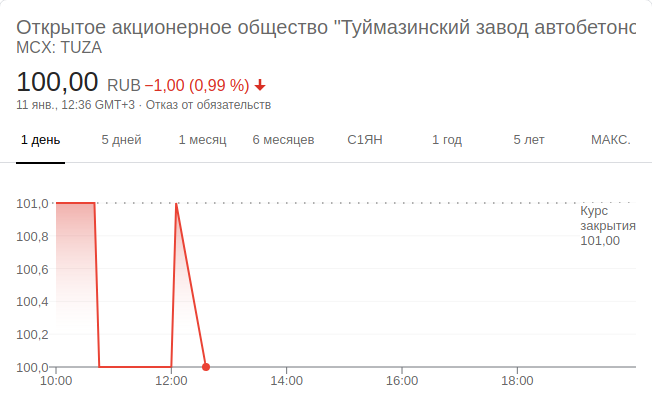 Открытое акционерное общество "Туймазинский завод автобетоно
MCX: TUZA
100,00 RUB −1,00 (0,99 %)
11 янв., 12:36 GMT+3 · Отказ от обязательств
1 день 5 дней 1 месяц 6 месяцев С1ЯН 1 год 5 лет МАКС.
101,0
Курс
закрытия
101,00
100,8
100,6
100,4
100,2
100,0
10:00 12:00 14:00 16:00 18:00